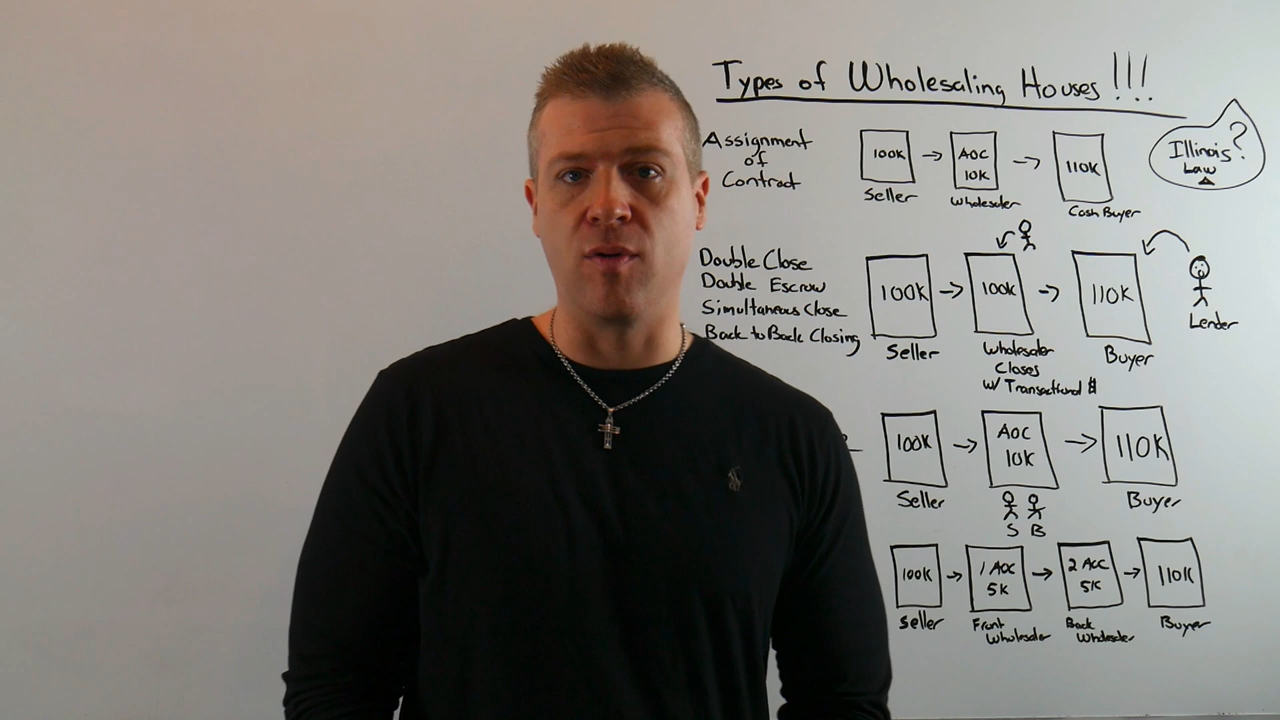 Types of Wholesaling Houses!!!
Assignment
of
Contract
100K
AOC
10K
110K
Seller
Wholesaler
Cash Buyer
Illinois?
Law
Double Close
Double Escrow
Simultaneous Close
Back to Back Closing
100K
100K
110K
Seller
Wholesaler
Closes
w/ Transactional $
Buyer
Lender
100K
AOC
10K
110K
Seller
S B
Buyer
100K
1 AOC
5K
2 AOC
5K
110K
Seller
Front
Wholesaler
Back
Wholesaler
Buyer